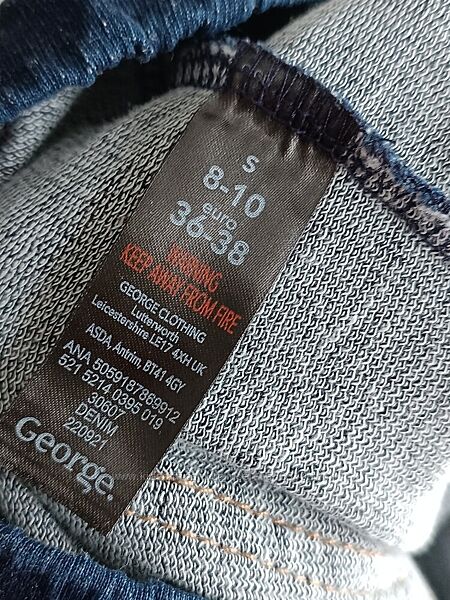 S
8-10
euro
36-38
WARNING
KEEP AWAY FROM FIRE
GEORGE CLOTHING
Lutterworth
Leicestershire LE17 4XH UK
ASDA, Antrim, BT41 4GY
ANA 5059187869912
521 5214 0395 019
30607
DENIM
220921
George.